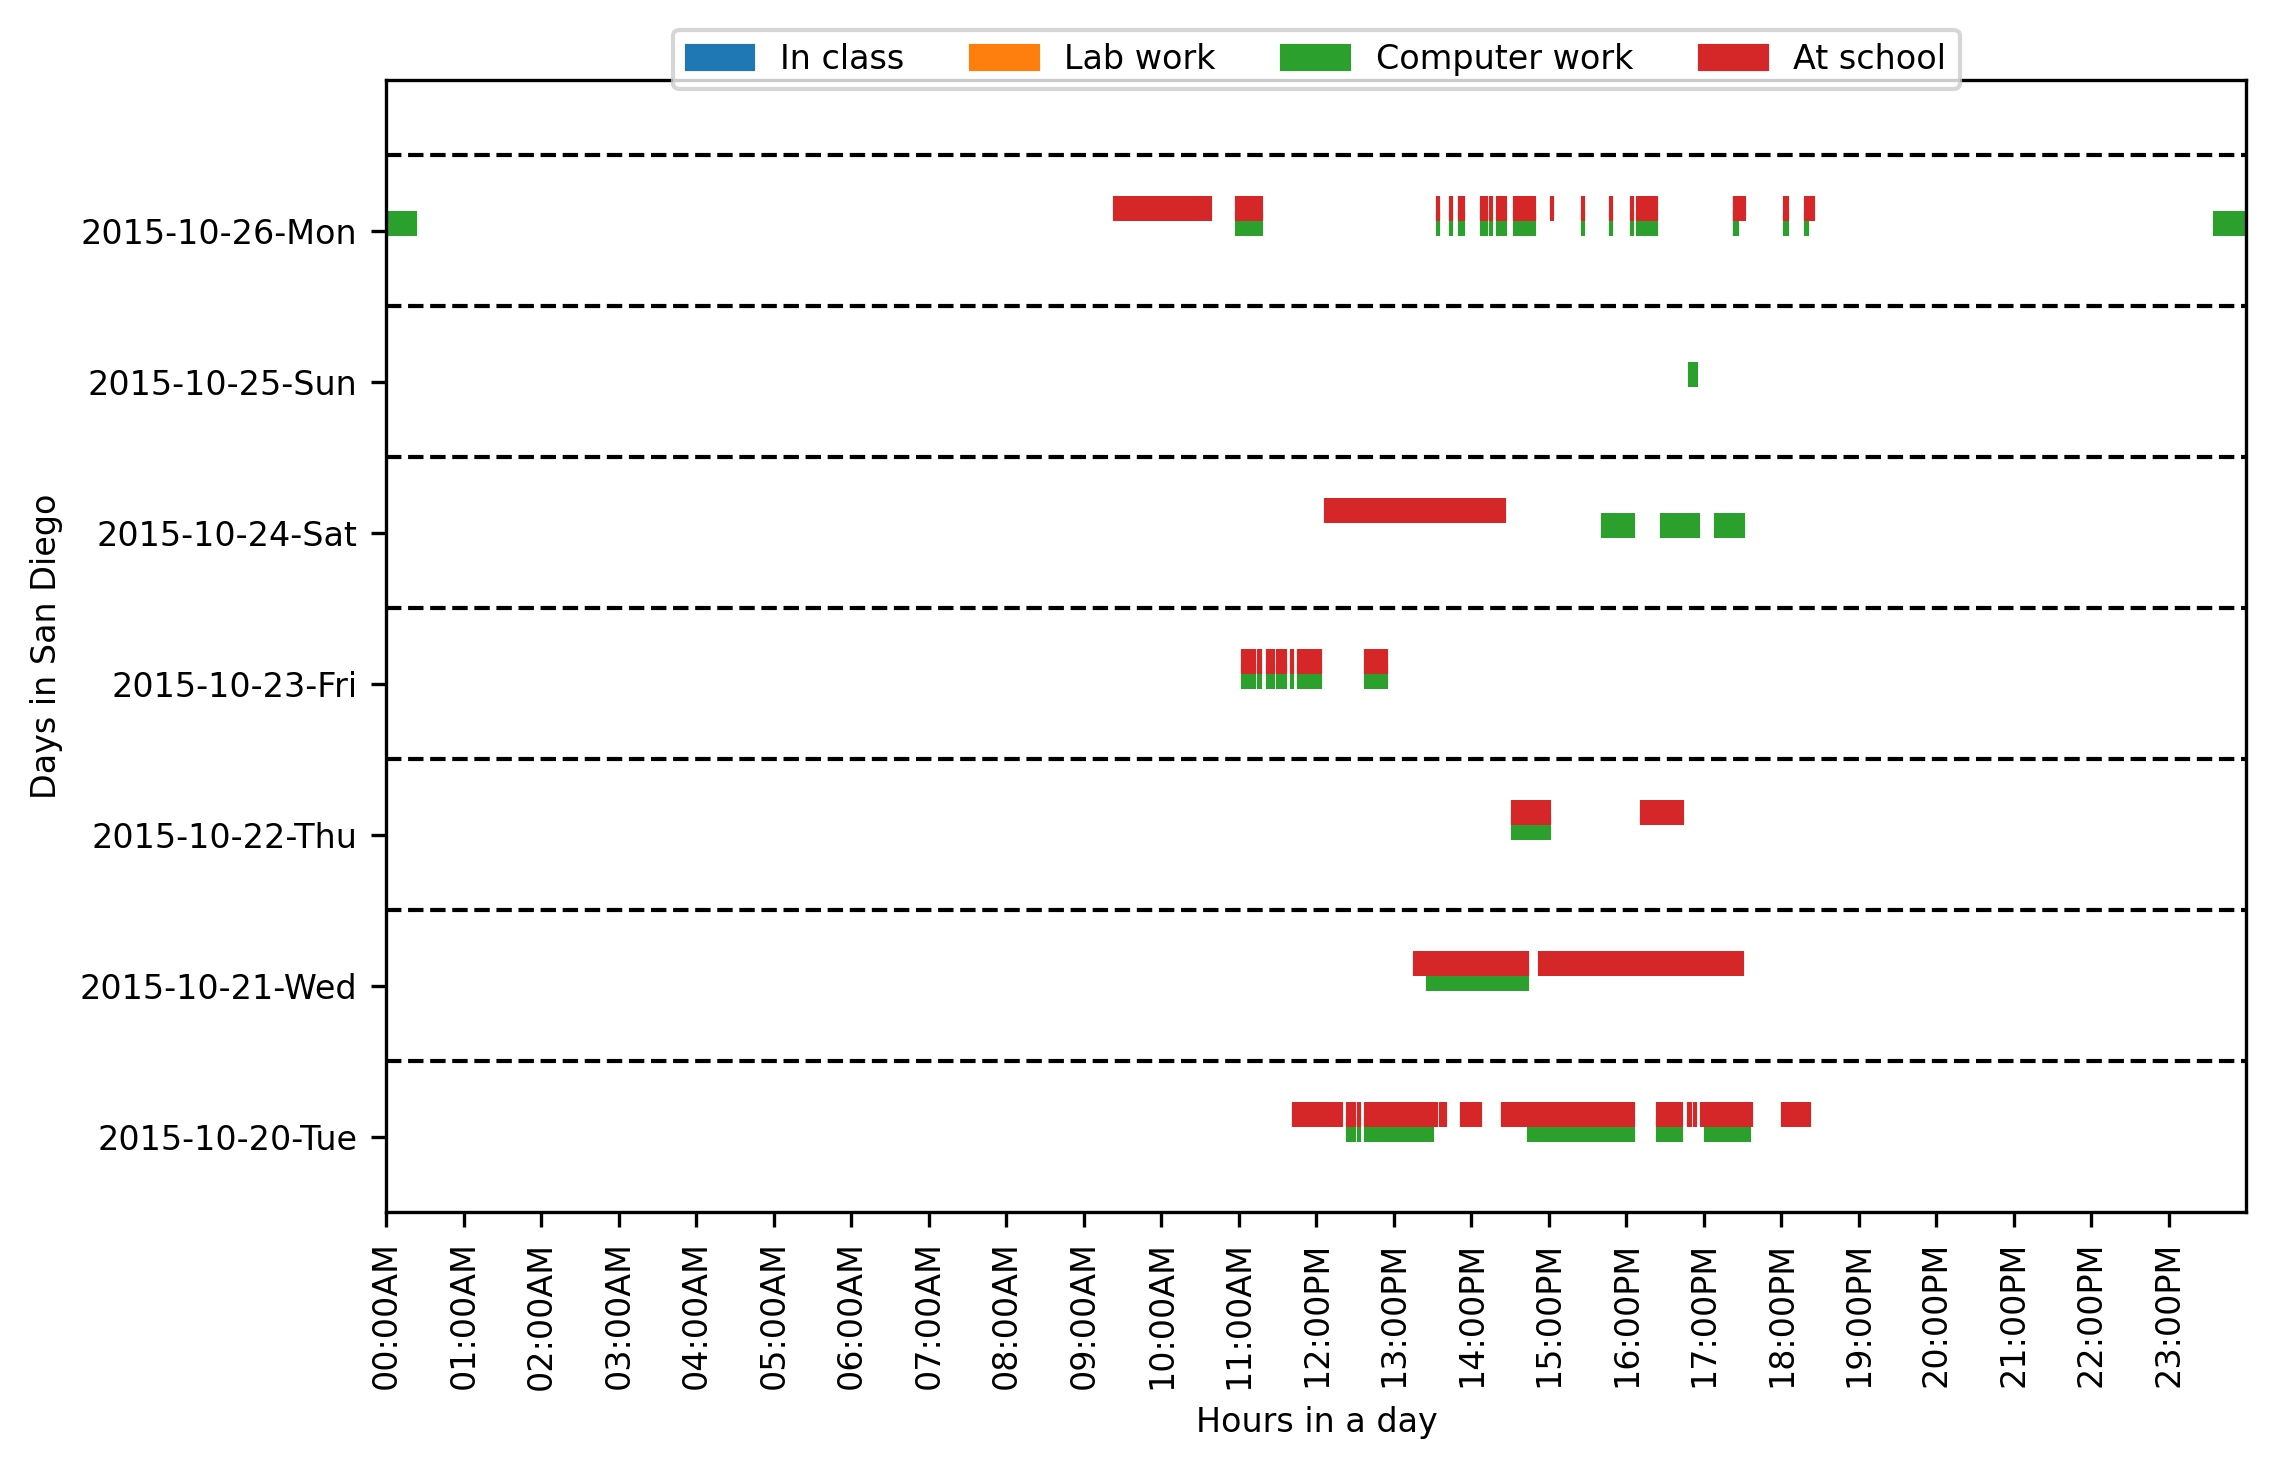 In class Lab work Computer work At school
2015-10-26-Mon
2015-10-25-Sun
2015-10-24-Sat
2015-10-23-Fri
2015-10-22-Thu
2015-10-21-Wed
2015-10-20-Tue
Days in San Diego
00:00AM
01:00AM
02:00AM
03:00AM
04:00AM
05:00AM
06:00AM
07:00AM
08:00AM
09:00AM
10:00AM
11:00AM
12:00PM
13:00PM
14:00PM
15:00PM
16:00PM
17:00PM
18:00PM
19:00PM
20:00PM
21:00PM
22:00PM
23:00PM
Hours in a day